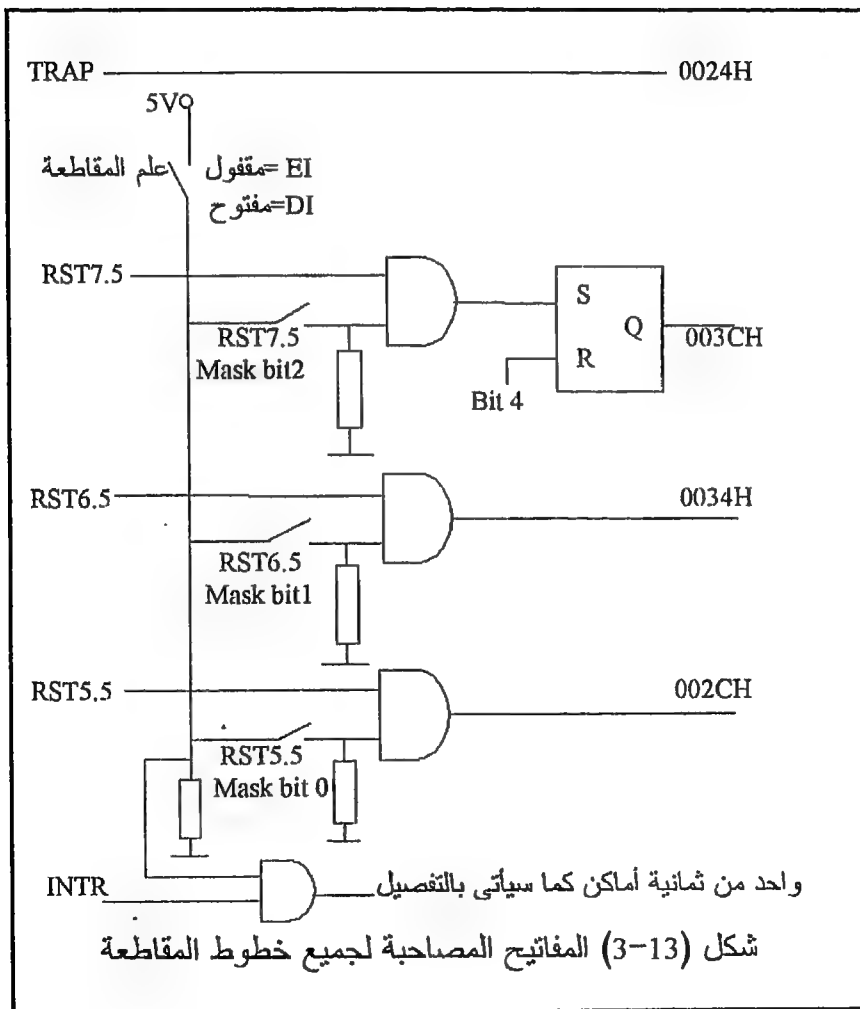 TRAP 0024H
5V
علم المقاطعة EI =مقفول
DI=مفتوح
RST7.5
S
Q
R
003CH
RST7.5
Mask bit2
Bit 4
RST6.5
0034H
RST6.5
Mask bit1
RST5.5
002CH
RST5.5
Mask bit 0
INTR
واحد من ثمانية أماكن كما سيأتى بالتفصيل
شكل (3-13) المفاتيح المصاحبة لجميع خطوط المقاطعة